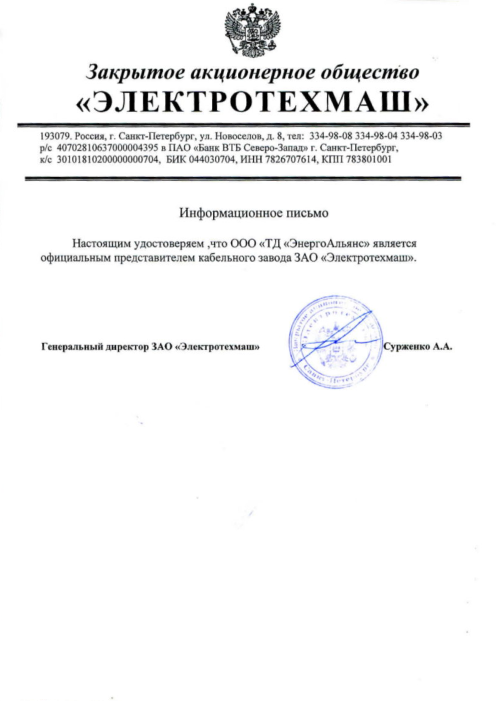 Закрытое акционерное общество
«ЭЛЕКТРОТЕХМАШ»
193079. Россия, г. Санкт-Петербург, ул. Новоселов, д. 8, тел: 334-98-08 334-98-04 334-98-03
р/с 40702810637000004395 в ПАО «Банк ВТБ Северо-Запад» г. Санкт-Петербург,
к/с 30101810200000000704, БИК 044030704, ИНН 7826707614, КПП 783801001
Информационное письмо
Настоящим удостоверяем ,что ООО «ТД «ЭнергоАльянс» является
официальным представителем кабельного завода ЗАО «Электротехмаш».
Генеральный директор ЗАО «Электротехмаш»
Сурженко А.А.